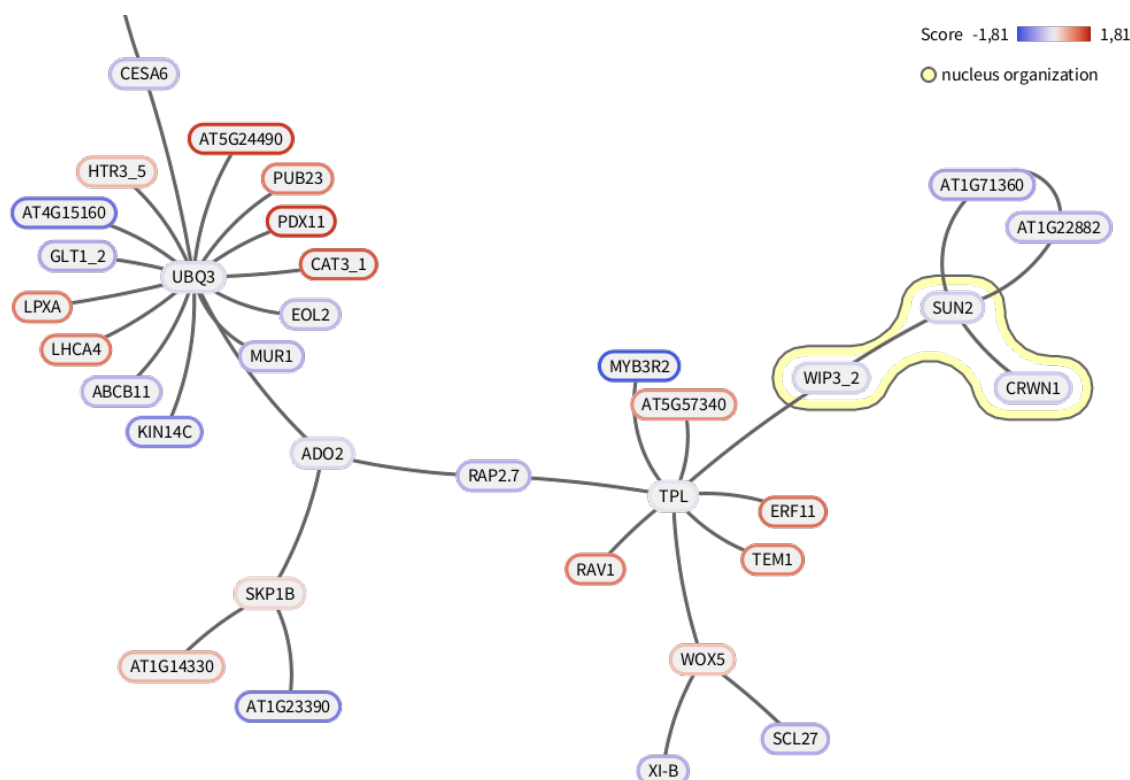 Score -1,81 1,81
nucleus organization
CESA6
AT5G24490
HTR3_5
PUB23
AT4G15160
PDX11
GLT1_2
CAT3_1
UBQ3
LPXA
EOL2
LHCA4
MUR1
ABCB11
KIN14C
AT1G71360
AT1G22882
SUN2
WIP3_2
CRWN1
MYB3R2
AT5G57340
ADO2
RAP2.7
TPL
ERF11
TEM1
RAV1
SKP1B
AT1G14330
AT1G23390
WOX5
SCL27
XI-B